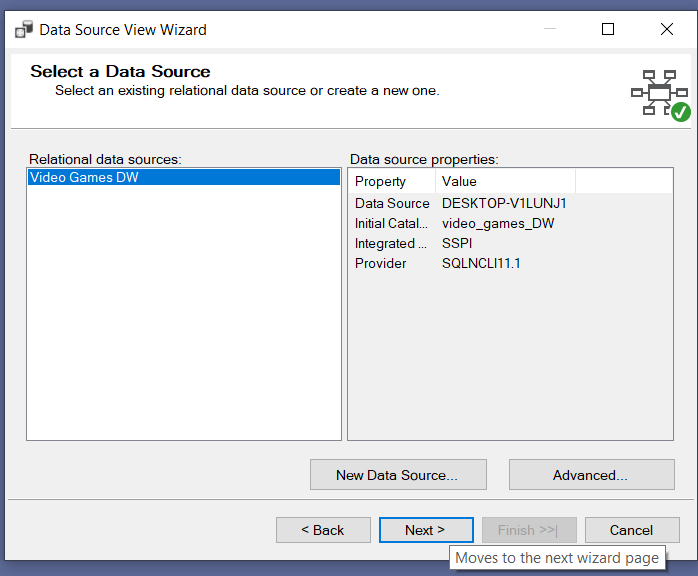 Data Source View Wizard
Select a Data Source
Select an existing relational data source or create a new one.
Relational data sources:
Video Games DW
Data source properties:
Property Value
Data Source DESKTOP-V1LUNJ1
Initial Catal... video_games_DW
Integrated ... SSPI
Provider SQLNCLI11.1
New Data Source...
Advanced...
< Back
Next >
Finish >>|
Cancel
Moves to the next wizard page